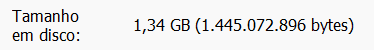 Tamanho
em disco:
1,34 GB (1.445.072.896 bytes)